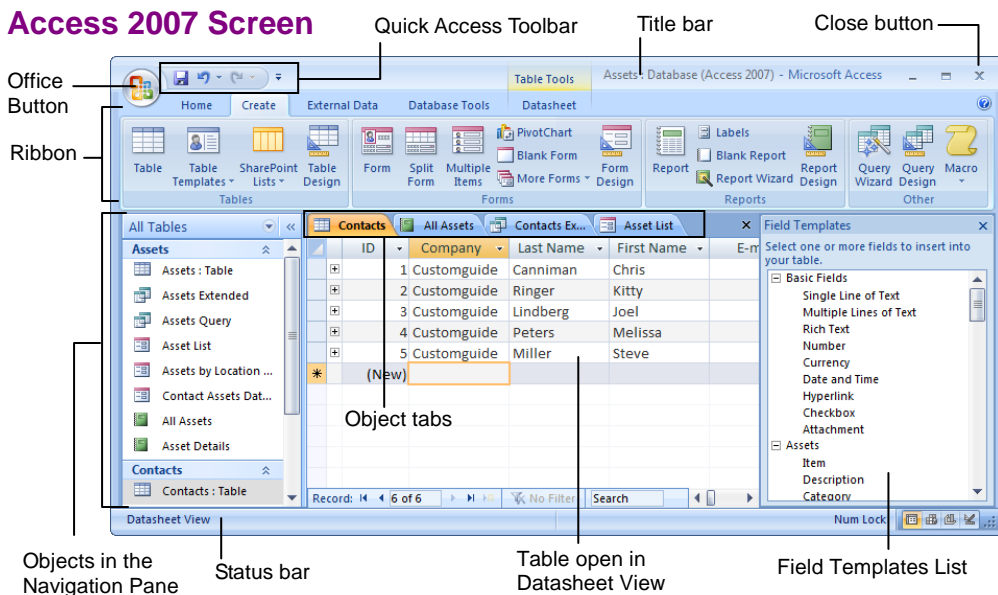 Access 2007 Screen
Quick Access Toolbar
Title bar
Close button
Office
Button
Table Tools
Assets : Database (Access 2007) - Microsoft Access
Home
Create
External Data
Database Tools
Datasheet
Ribbon
Table
Table
Templates
SharePoint
Lists
Table
Design
Form
Split
Form
Multiple
Items
PivotChart
Blank Form
More Forms
Form
Design
Report
Labels
Blank Report
Report Wizard
Report
Design
Query
Wizard
Query
Design
Macro
Tables
Forms
Reports
Other
All Tables
Contacts
All Assets
Contacts Ex...
Asset List
Field Templates
Assets
Assets : Table
Assets Extended
Assets Query
Asset List
Assets by Location ...
Contact Assets Dat...
All Assets
Asset Details
Contacts
Contacts : Table
ID Company Last Name First Name E-m
1 Customguide Canniman Chris
2 Customguide Ringer Kitty
3 Customguide Lindberg Joel
4 Customguide Peters Melissa
5 Customguide Miller Steve
(New)
Object tabs
Record: 6 of 6 No Filter Search
Select one or more fields to insert into
your table.
Basic Fields
Single Line of Text
Multiple Lines of Text
Rich Text
Number
Currency
Date and Time
Hyperlink
Checkbox
Attachment
Assets
Item
Description
Category
Datasheet View
Num Lock
Objects in the
Navigation Pane
Status bar
Table open in
Datasheet View
Field Templates List